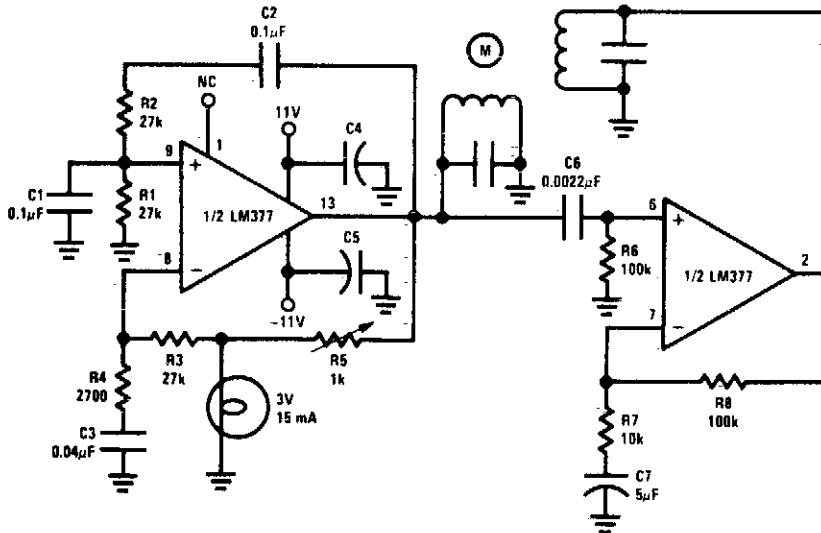 C2
0.1µF
M
NC
R2
27k
11V
C4
9
1
+
C6
0.0022µF
C1
0.1µF
R1
27k
1/2 LM377
13
6
+
8
–
C5
R6
100k
1/2 LM377
2
–11V
7
–
R3
27k
R5
1k
R4
2700
3V
15 mA
R8
100k
R7
10k
C3
0.04µF
C7
5µF